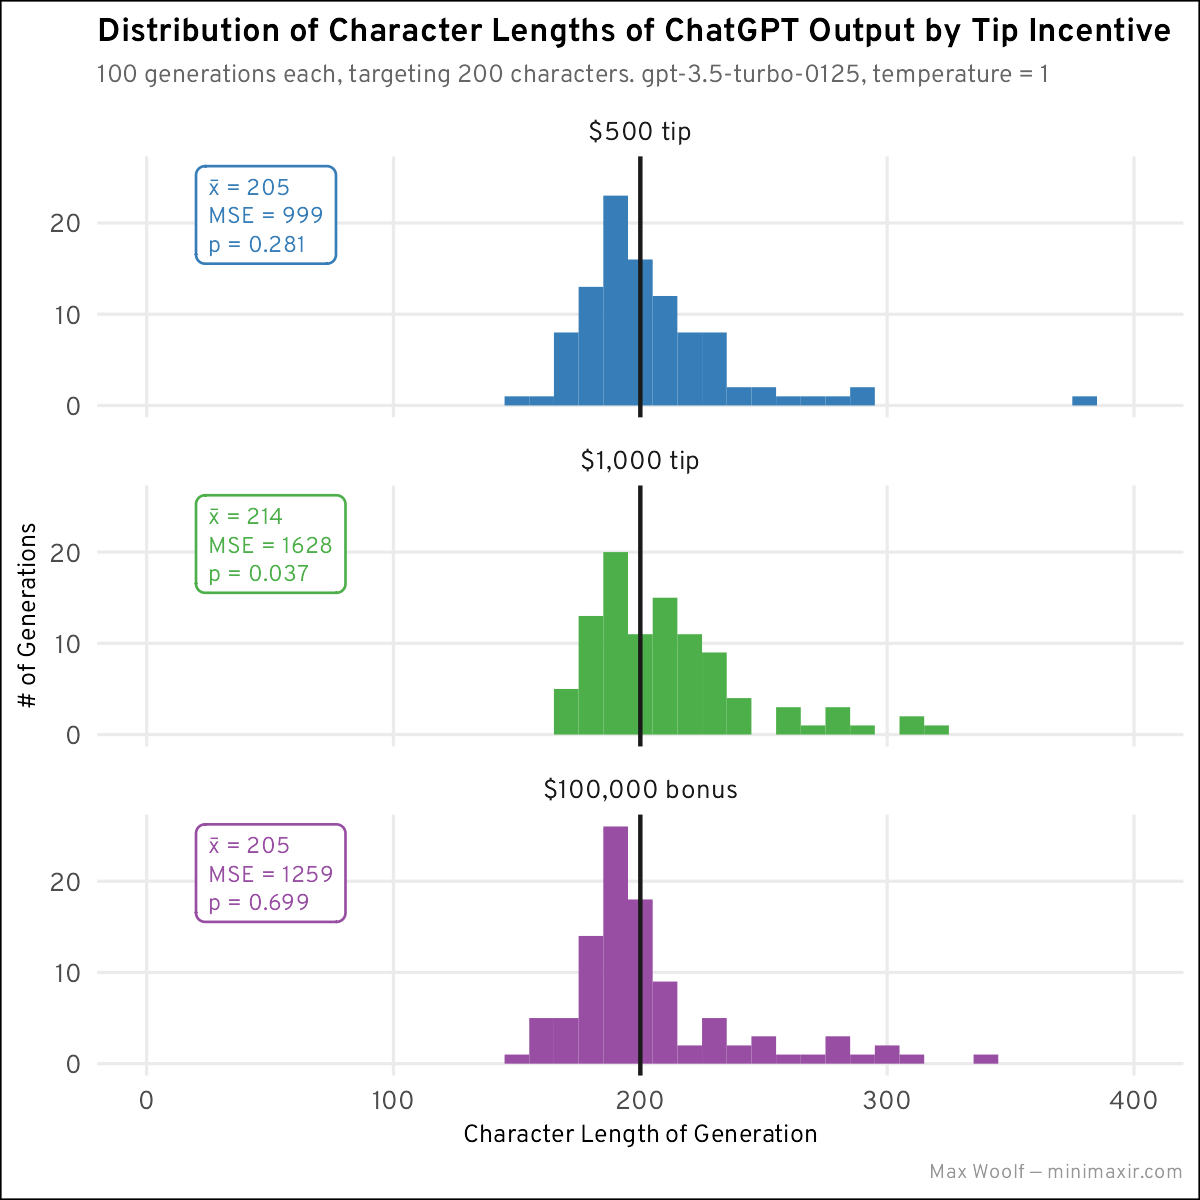 Distribution of Character Lengths of ChatGPT Output by Tip Incentive
100 generations each, targeting 200 characters. gpt-3.5-turbo-0125, temperature = 1
$500 tip
x̄ = 205
MSE = 999
p = 0.281
20
10
0
$1,000 tip
x̄ = 214
MSE = 1628
p = 0.037
20
10
0
# of Generations
$100,000 bonus
x̄ = 205
MSE = 1259
p = 0.699
20
10
0
0 100 200 300 400
Character Length of Generation
Max Woolf — minimaxir.com